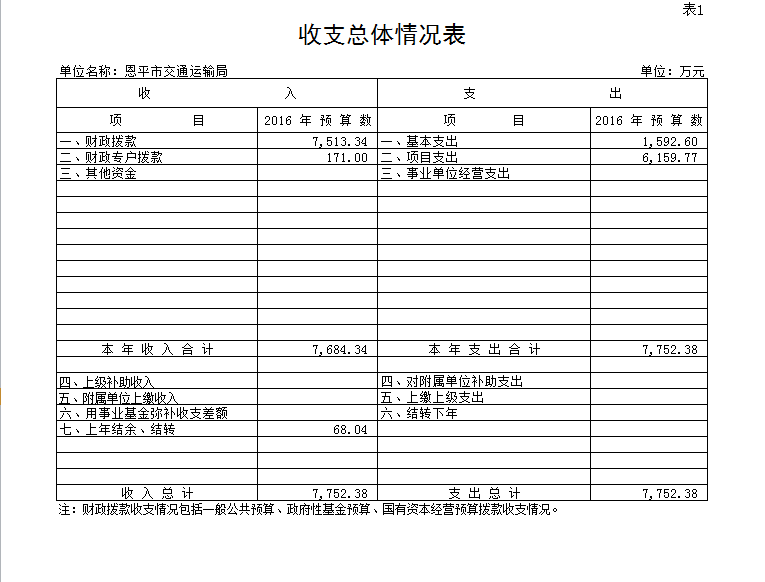 表1
收支总体情况表
单位名称：恩平市交通运输局 单位：万元
收 入 支 出
项 目 2016 年 预 算 数 项 目 2016 年 预 算 数
一、财政拨款 7,513.34 一、基本支出 1,592.60
二、财政专户拨款 171.00 二、项目支出 6,159.77
三、其他资金 三、事业单位经营支出
本 年 收 入 合 计 7,684.34 本 年 支 出 合 计 7,752.38
四、上级补助收入 四、对附属单位补助支出
五、附属单位上缴收入 五、上缴上级支出
六、用事业基金弥补收支差额 六、结转下年
七、上年结余、结转 68.04
收 入 总 计 7,752.38 支 出 总 计 7,752.38
注：财政拨款收支情况包括一般公共预算、政府性基金预算、国有资本经营预算拨款收支情况。